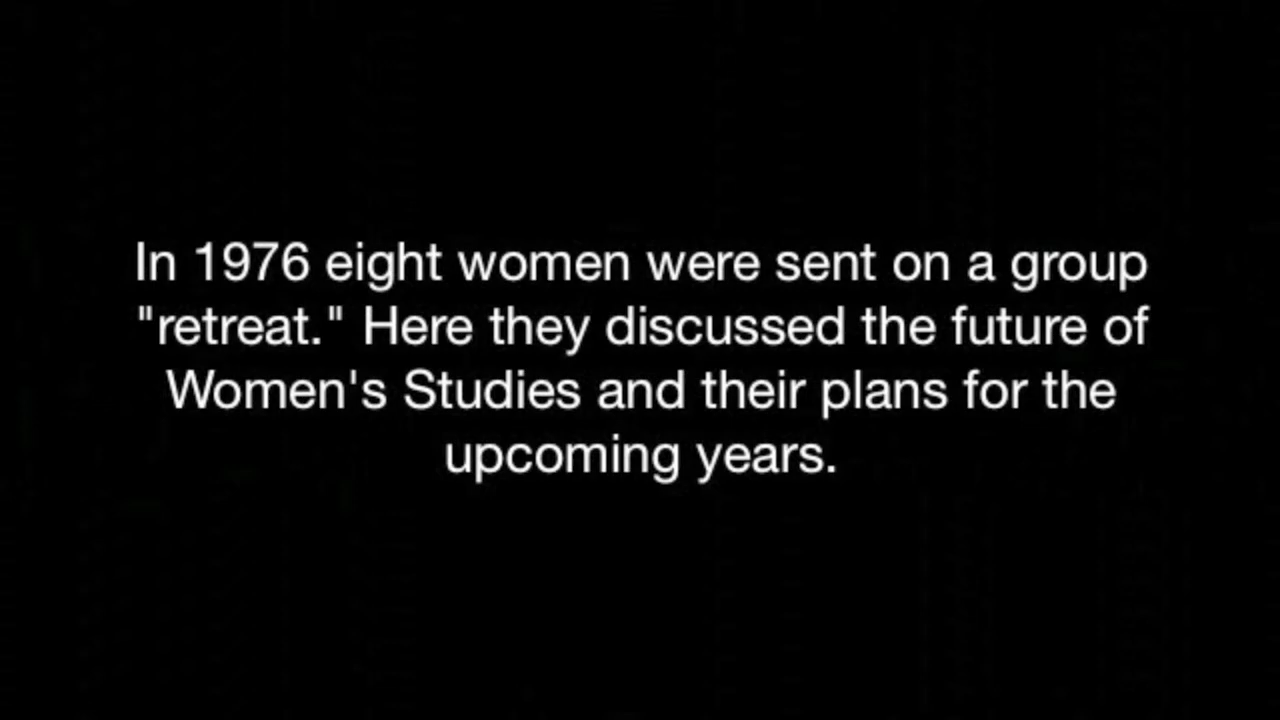 In 1976 eight women were sent on a group
"retreat." Here they discussed the future of
Women's Studies and their plans for the
upcoming years.